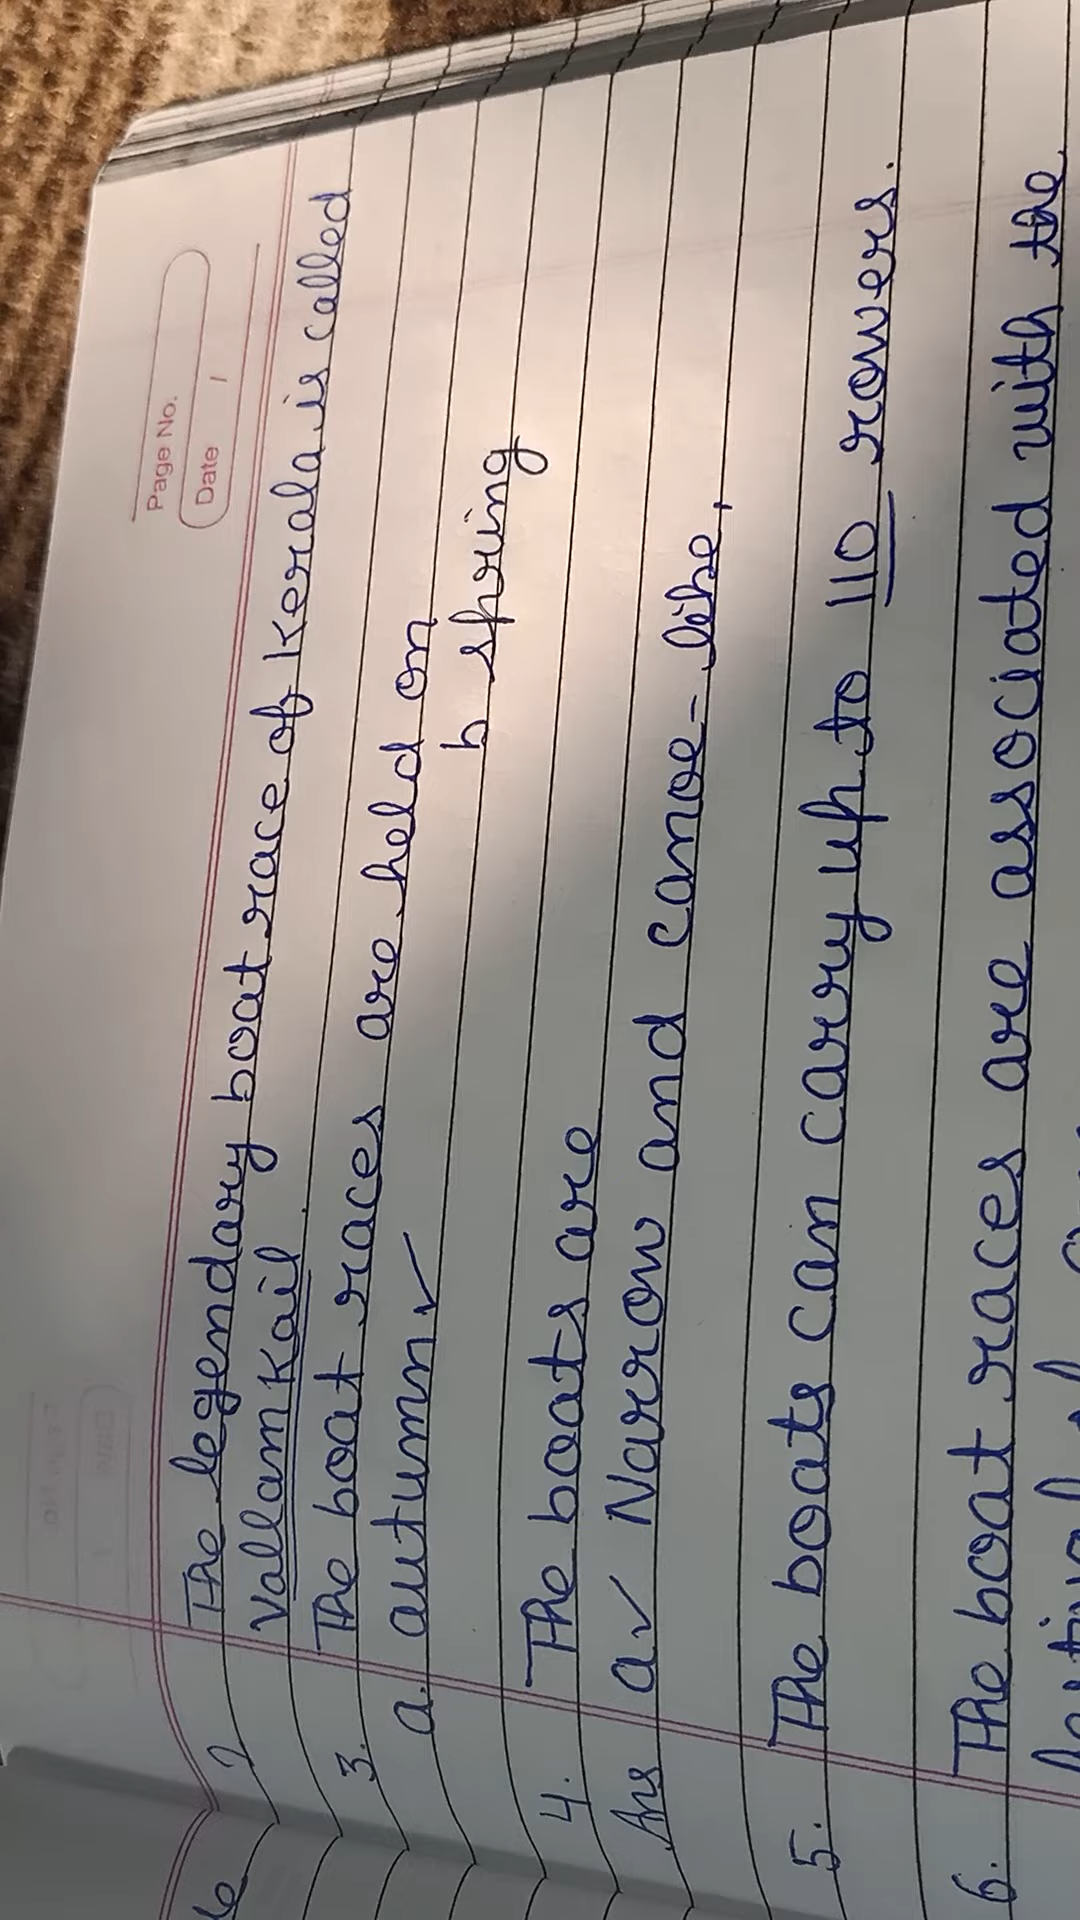 Page No.
Date /
2 The legendary boat race of Kerala is called
Vallamkail.
3. The boat races are held on
a. autumn ✓ b spring
4. The boats are
Ans a ✓ Narrow and canoe-like.
5. The boats can carry up to 110 rowers.
6. The boat races are associated with the